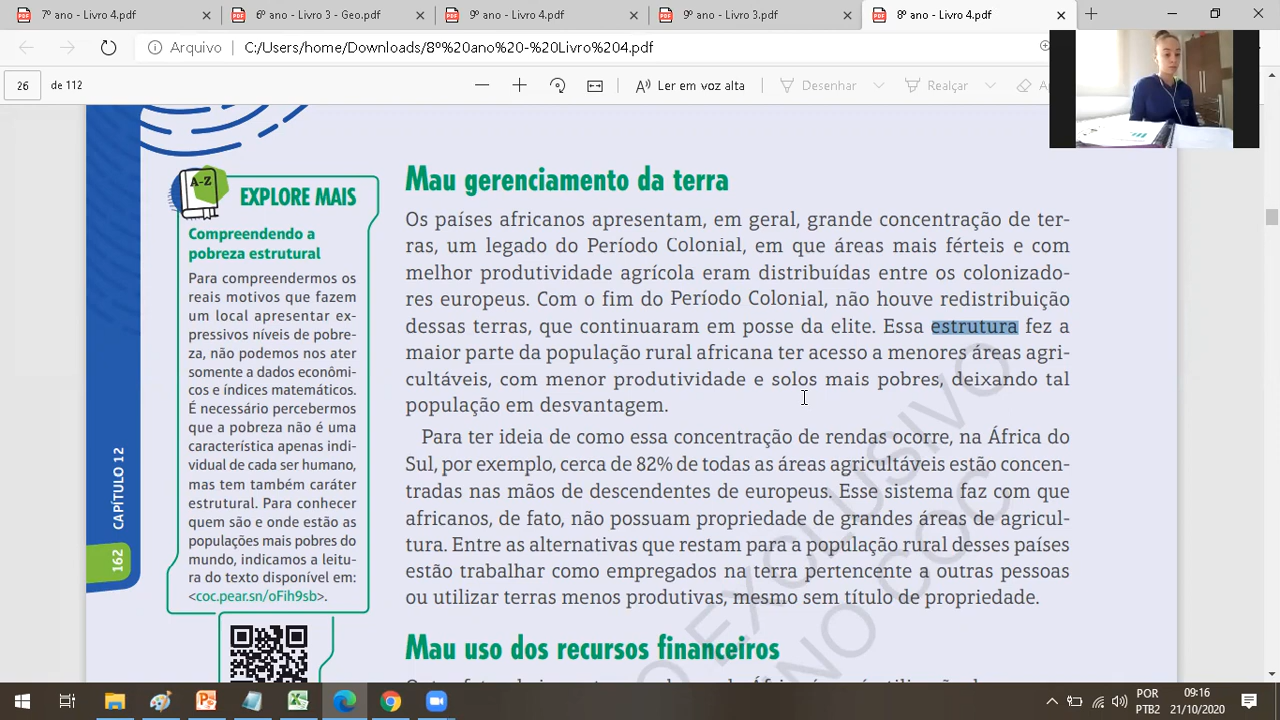 7º ano - Livro 4.pdf
6º ano - Livro 3 - Geo.pdf
9º ano - Livro 4.pdf
9º ano - Livro 3.pdf
8º ano - Livro 4.pdf
Arquivo
C:/Users/home/Downloads/8º%20ano%20-%20Livro%204.pdf
26 de 112
Ler em voz alta
Desenhar
Realçar
A-Z
EXPLORE MAIS
Compreendendo a
pobreza estrutural
Para compreendermos os
reais motivos que fazem
um local apresentar ex-
pressivos níveis de pobre-
za, não podemos nos ater
somente a dados econômi-
cos e índices matemáticos.
É necessário percebermos
que a pobreza não é uma
característica apenas indi-
vidual de cada ser humano,
mas tem também caráter
estrutural. Para conhecer
quem são e onde estão as
populações mais pobres do
mundo, indicamos a leitu-
ra do texto disponível em:
<coc.pear.sn/oFih9sb>.
CAPÍTULO 12
162
Mau gerenciamento da terra
Os países africanos apresentam, em geral, grande concentração de ter-
ras, um legado do Período Colonial, em que áreas mais férteis e com
melhor produtividade agrícola eram distribuídas entre os colonizado-
res europeus. Com o fim do Período Colonial, não houve redistribuição
dessas terras, que continuaram em posse da elite. Essa estrutura fez a
maior parte da população rural africana ter acesso a menores áreas agri-
cultáveis, com menor produtividade e solos mais pobres, deixando tal
população em desvantagem.
Para ter ideia de como essa concentração de rendas ocorre, na África do
Sul, por exemplo, cerca de 82% de todas as áreas agricultáveis estão concen-
tradas nas mãos de descendentes de europeus. Esse sistema faz com que
africanos, de fato, não possuam propriedade de grandes áreas de agricul-
tura. Entre as alternativas que restam para a população rural desses países
estão trabalhar como empregados na terra pertencente a outras pessoas
ou utilizar terras menos produtivas, mesmo sem título de propriedade.
Mau uso dos recursos financeiros
EXCLUSIVO
NO COC
POR
PTB2
09:16
21/10/2020